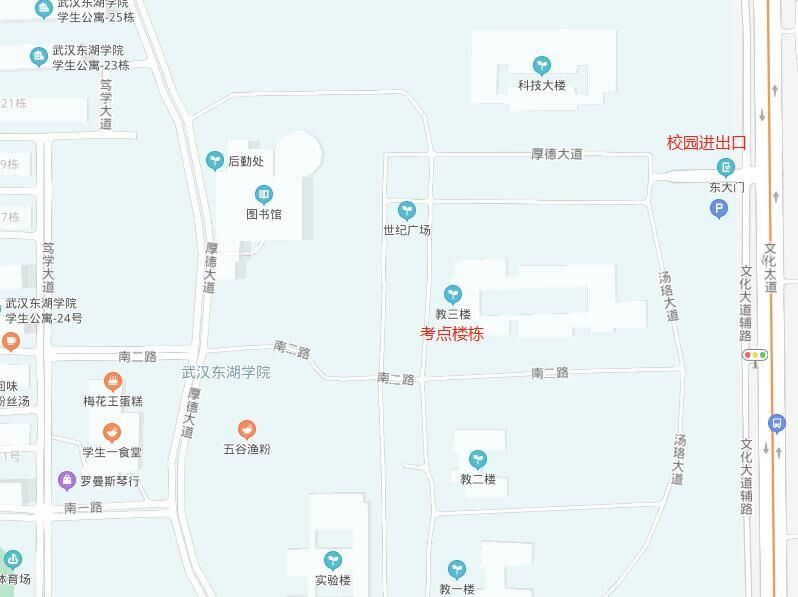 武汉东湖学院
学生公寓-25栋
武汉东湖学院
学生公寓-23栋
科技大楼
笃学大道
21栋
校园进出口
厚德大道
后勤处
9栋
东大门
图书馆
7栋
世纪广场
P
笃学大道
厚德大道
文化大道
汤珞大道
文化大道辅路
教三楼
武汉东湖学院
学生公寓-24号
考点楼栋
南二路
南二路
武汉东湖学院
南二路
南二路
回味
粉丝汤
梅花王蛋糕
厚德大道
学生一食堂
五谷渔粉
1号
汤珞大道
文化大道辅路
罗曼斯琴行
教二楼
南一路
体育场
实验楼
教一楼